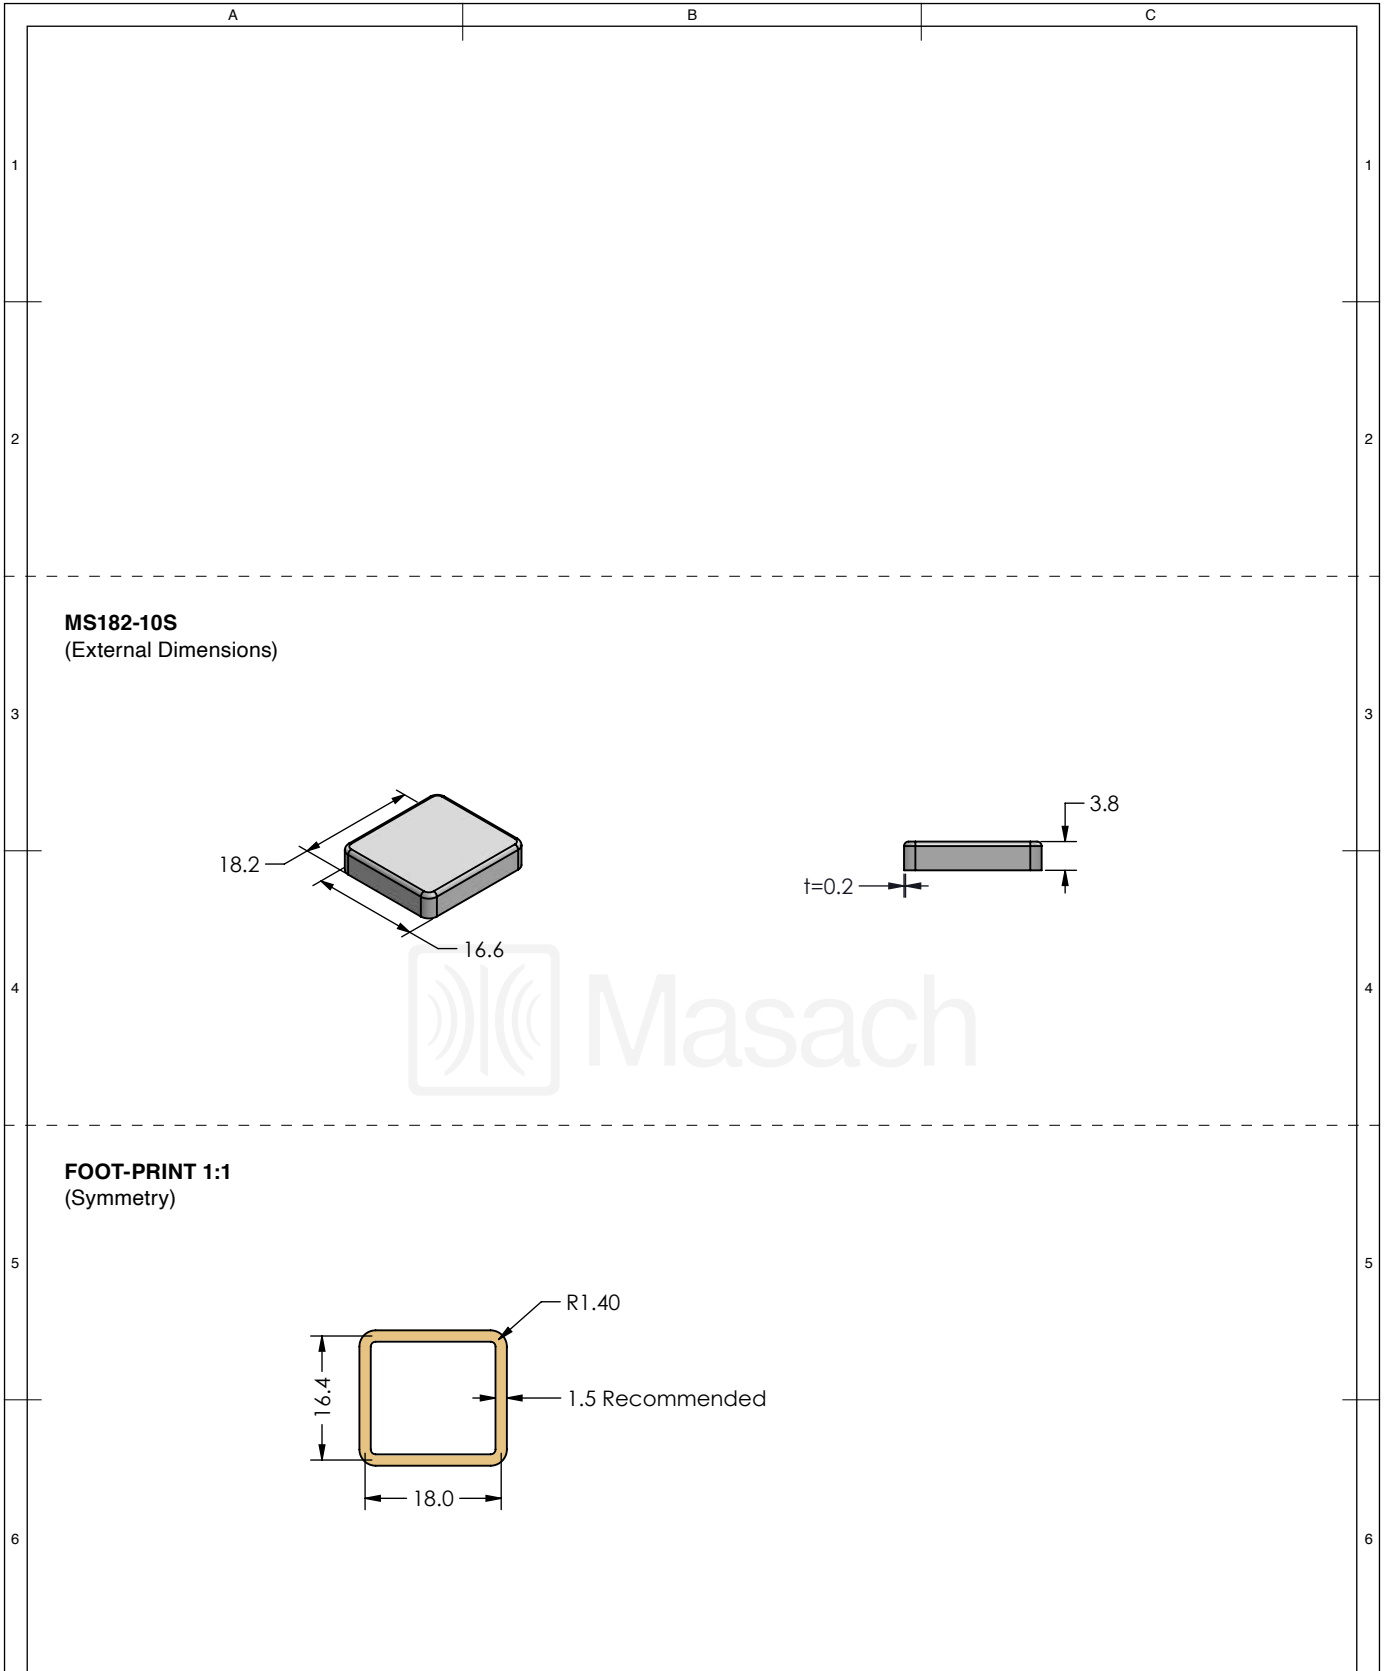 A B C
1 1
2 2
MS182-10S
(External Dimensions)
3 3
3.8
18.2
t=0.2
16.6
Masach
4 4
FOOT-PRINT 1:1
(Symmetry)
5 5
R1.40
16.4
1.5 Recommended
18.0
6 6